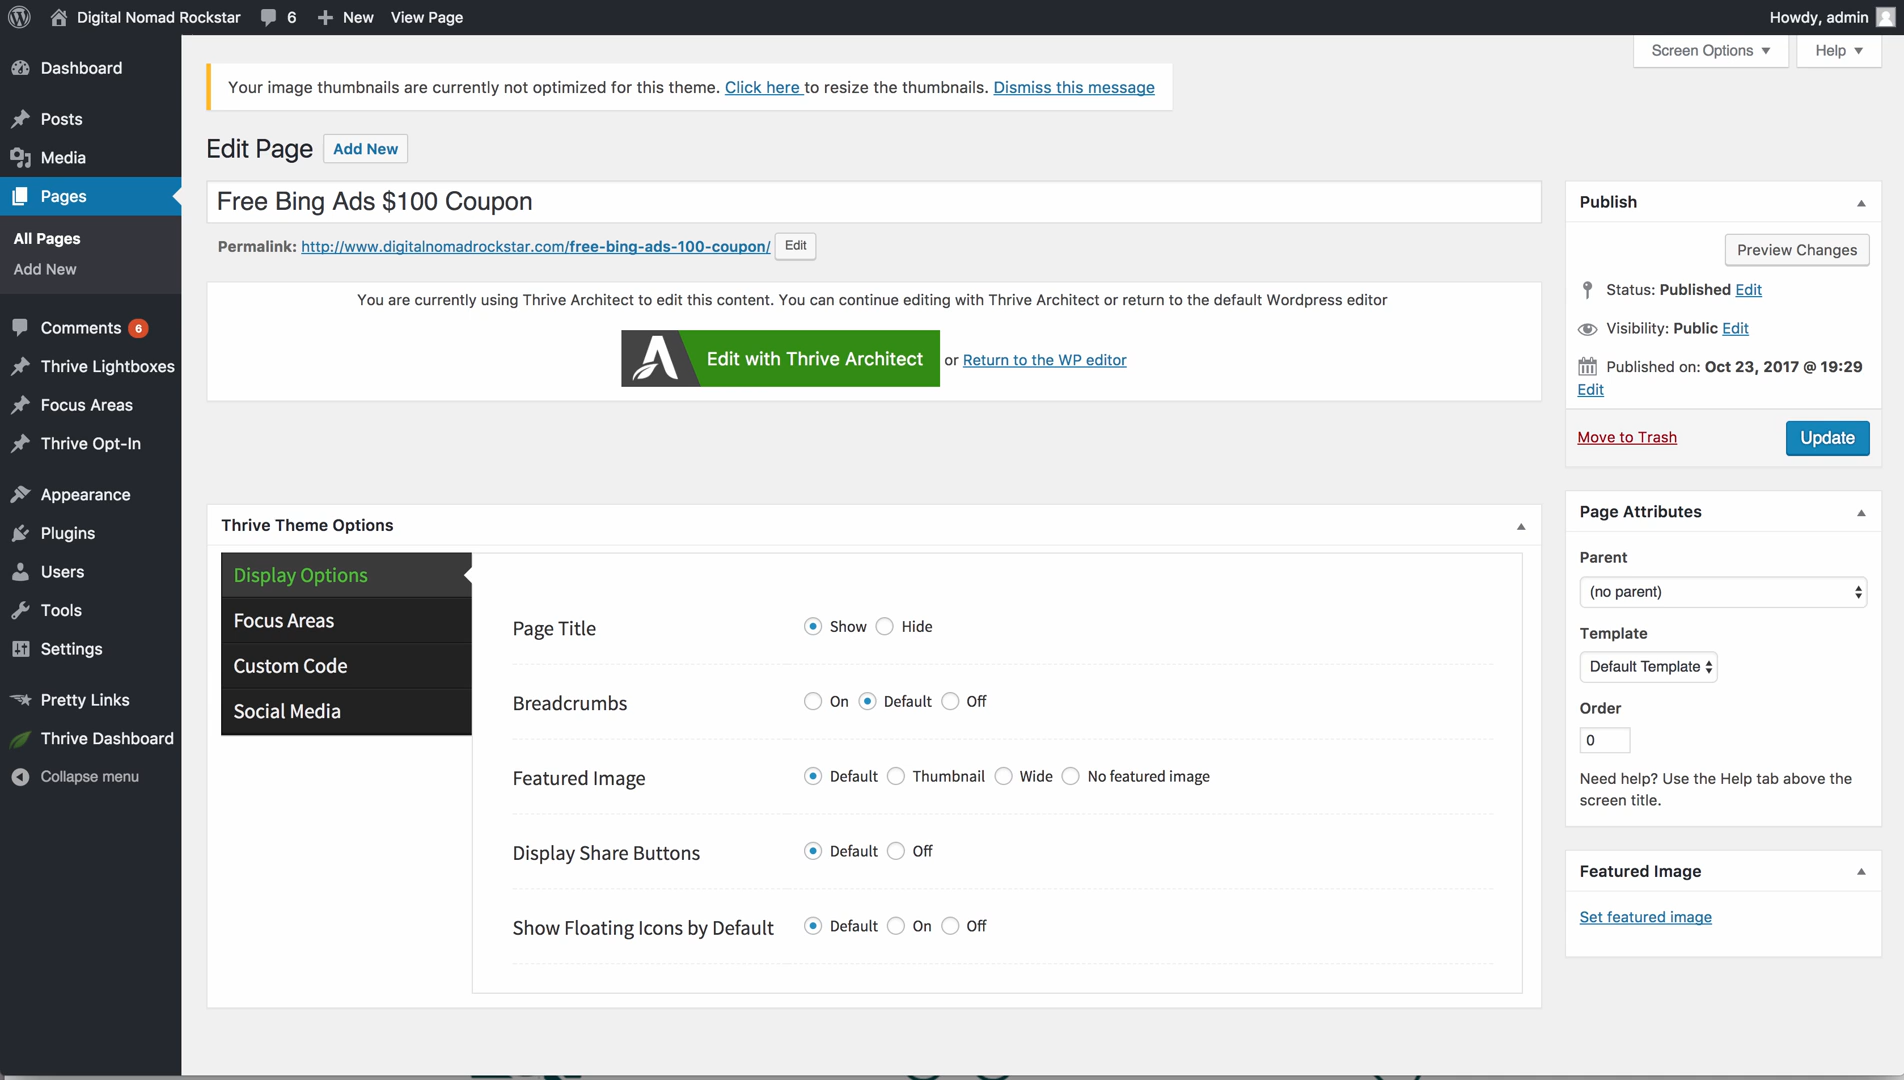 Digital Nomad Rockstar 6 New View Page Howdy, admin
Screen Options Help
Dashboard
Posts
Media
Pages
All Pages
Add New
Comments 6
Thrive Lightboxes
Focus Areas
Thrive Opt-In
Appearance
Plugins
Users
Tools
Settings
Pretty Links
Thrive Dashboard
Collapse menu
Your image thumbnails are currently not optimized for this theme. Click here to resize the thumbnails. Dismiss this message
Edit Page Add New
Free Bing Ads $100 Coupon
Permalink: http://www.digitalnomadrockstar.com/free-bing-ads-100-coupon/ Edit
You are currently using Thrive Architect to edit this content. You can continue editing with Thrive Architect or return to the default Wordpress editor
Edit with Thrive Architect or Return to the WP editor
Thrive Theme Options
Display Options
Focus Areas
Custom Code
Social Media
Page Title Show Hide
Breadcrumbs On Default Off
Featured Image Default Thumbnail Wide No featured image
Display Share Buttons Default Off
Show Floating Icons by Default Default On Off
Publish
Preview Changes
Status: Published Edit
Visibility: Public Edit
Published on: Oct 23, 2017 @ 19:29
Edit
Move to Trash Update
Page Attributes
Parent
(no parent)
Template
Default Template
Order
0
Need help? Use the Help tab above the
screen title.
Featured Image
Set featured image